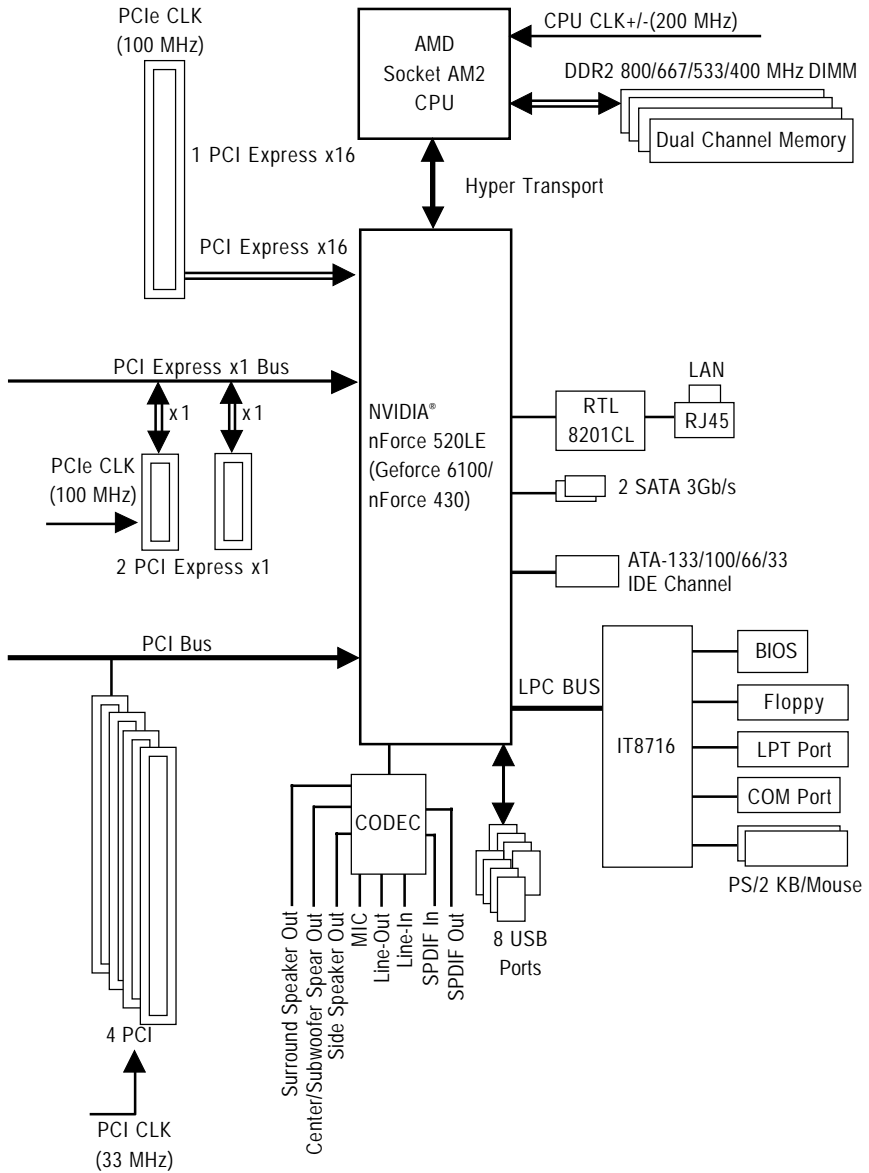 PCIe CLK
(100 MHz)
AMD
Socket AM2
CPU
CPU CLK+/-(200 MHz)
DDR2 800/667/533/400 MHz DIMM
Dual Channel Memory
1 PCI Express x16
Hyper Transport
PCI Express x16
PCI Express x1 Bus
x1
x1
PCIe CLK
(100 MHz)
2 PCI Express x1
NVIDIA®
nForce 520LE
(Geforce 6100/
nForce 430)
RTL
8201CL
LAN
RJ45
2 SATA 3Gb/s
ATA-133/100/66/33
IDE Channel
PCI Bus
LPC BUS
IT8716
BIOS
Floppy
LPT Port
COM Port
PS/2 KB/Mouse
CODEC
Surround Speaker Out
Center/Subwoofer Spear Out
Side Speaker Out
MIC
Line-Out
Line-In
SPDIF In
SPDIF Out
8 USB
Ports
4 PCI
PCI CLK
(33 MHz)